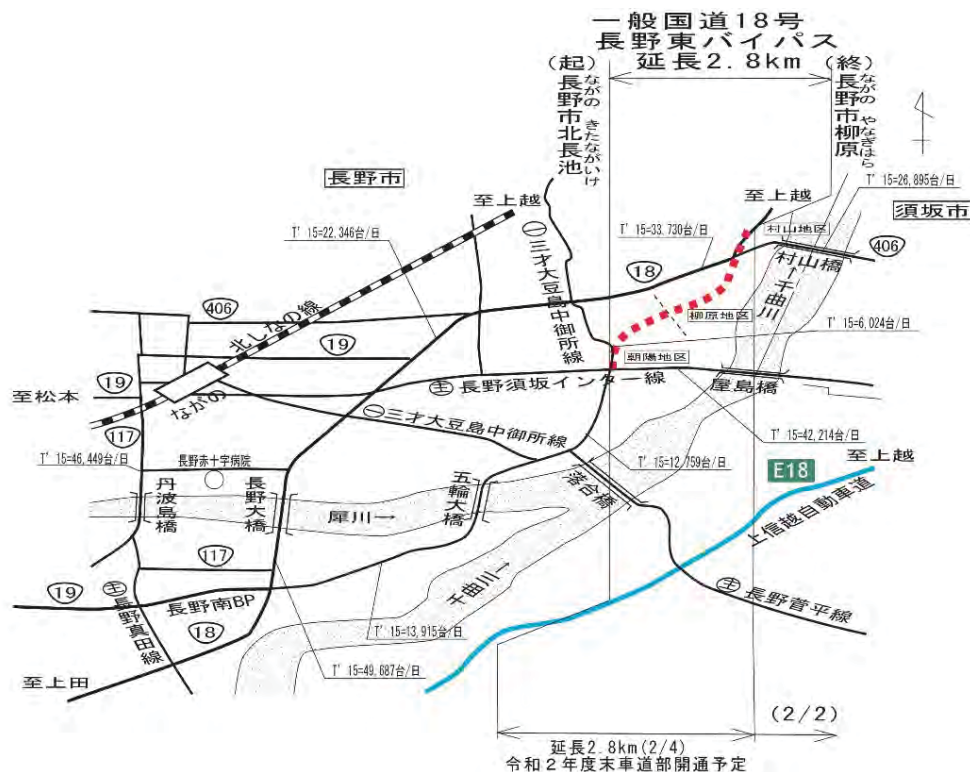 一般国道18号
長野東バイパス
延長2.8km
(起)
(終)
長野市北長池
ながの きたながいけ
長野市柳原
ながの やなぎはら
長野市
至上越
T' 15=22,346台/日
㊀三才大豆島中御所線
T' 15=33,730台/日
至上越
T' 15=26,895台/日
須坂市
村山地区
406
村山橋
18
千曲川
406
北しなの線
19
柳原地区
T' 15=6,024台/日
朝陽地区
19
㊏長野須坂インター線
屋島橋
至松本
ながの
117
㊀三才大豆島中御所線
T' 15=42,214台/日
T' 15=46,449台/日
長野赤十字病院
T' 15=12,759台/日
至上越
E18
丹波島橋
長野大橋
犀川→
五輪大橋
落合橋
上信越自動車道
117
千曲川→
19
長野真田線
長野南BP
長野菅平線
18
T' 15=13,915台/日
T' 15=49,687台/日
至上田
(2/2)
延長2.8km(2/4)
令和2年度末車道部開通予定